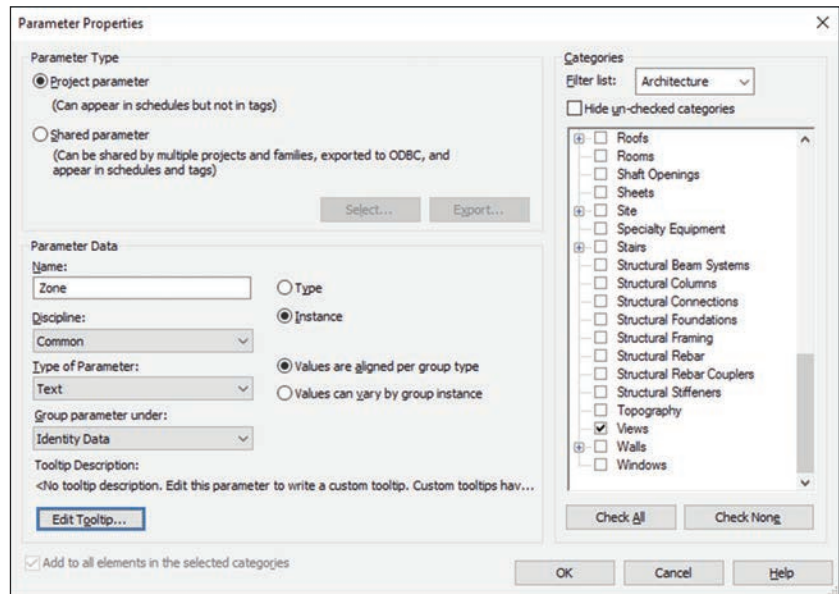 Parameter Properties
Parameter Type
Project parameter
(Can appear in schedules but not in tags)
Shared parameter
(Can be shared by multiple projects and families, exported to ODBC, and
appear in schedules and tags)
Select...
Export...
Parameter Data
Name:
Zone
Type
Discipline:
Instance
Common
Type of Parameter:
Values are aligned per group type
Text
Values can vary by group instance
Group parameter under:
Identity Data
Tooltip Description:
<No tooltip description. Edit this parameter to write a custom tooltip. Custom tooltips hav...
Edit Tooltip...
Add to all elements in the selected categories
Categories
Filter list: Architecture
Hide un-checked categories
Roofs
Rooms
Shaft Openings
Sheets
Site
Specialty Equipment
Stairs
Structural Beam Systems
Structural Columns
Structural Connections
Structural Foundations
Structural Framing
Structural Rebar
Structural Rebar Couplers
Structural Stiffeners
Topography
Views
Walls
Windows
Check All
Check None
OK
Cancel
Help